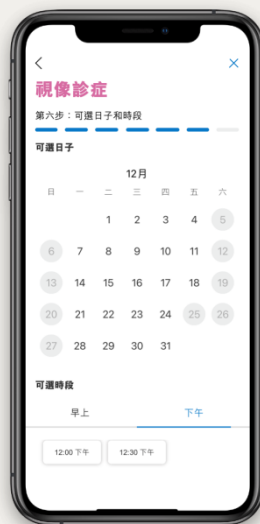 視像診症
第六步：可選日子和時段
可選日子
12月
日 一 二 三 四 五 六
1 2 3 4 5
6 7 8 9 10 11 12
13 14 15 16 17 18 19
20 21 22 23 24 25 26
27 28 29 30 31
可選時段
早上 下午
12:00 下午 12:30 下午